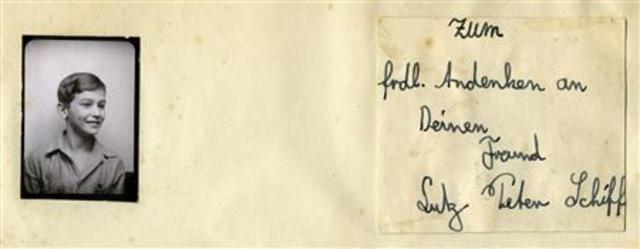 Zum
frdl. Andenken an
Deinen
Freund
Lutz Peter Schiff